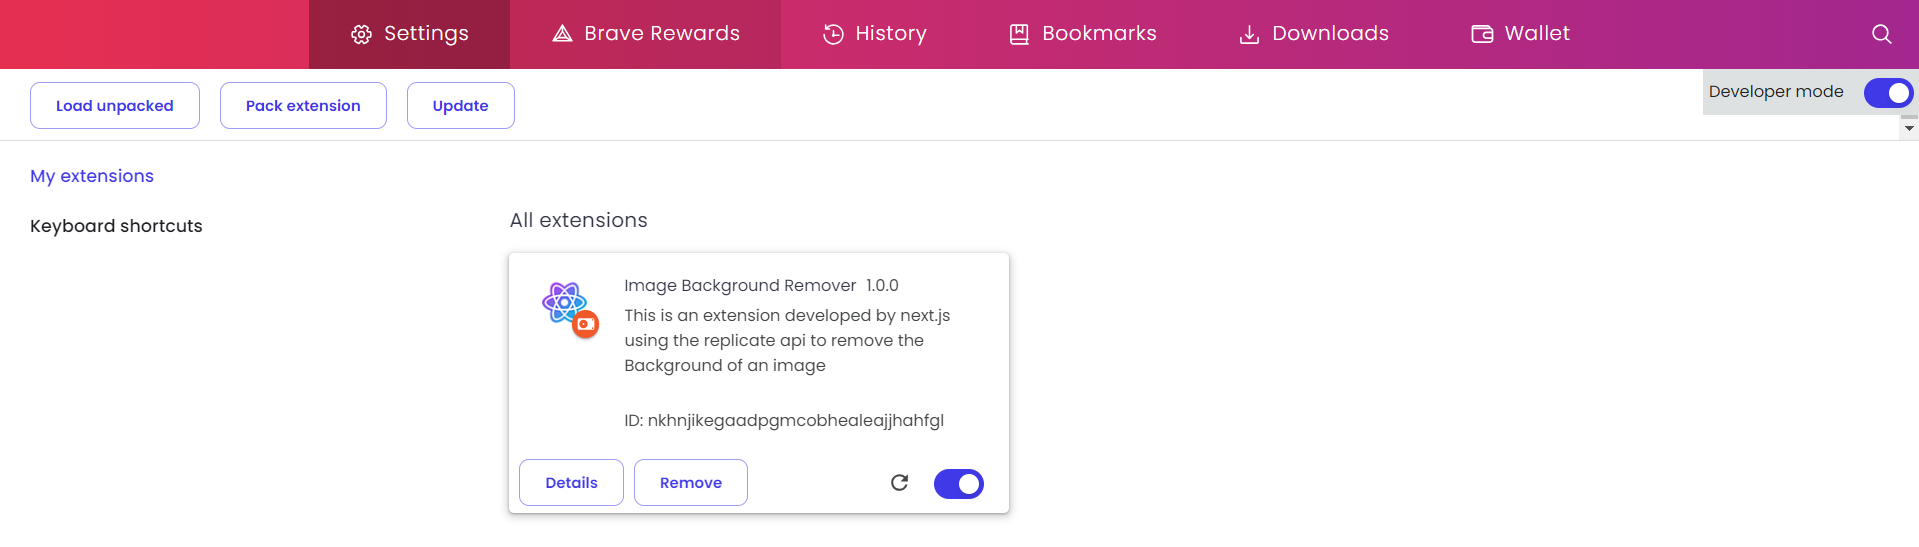 Settings
Brave Rewards
History
Bookmarks
Downloads
Wallet
Load unpacked
Pack extension
Update
Developer mode
My extensions
Keyboard shortcuts
All extensions
Image Background Remover 1.0.0
This is an extension developed by next.js
using the replicate api to remove the
Background of an image
ID: nkhnjikegaadpgmcobhealeajjhahfgl
Details
Remove